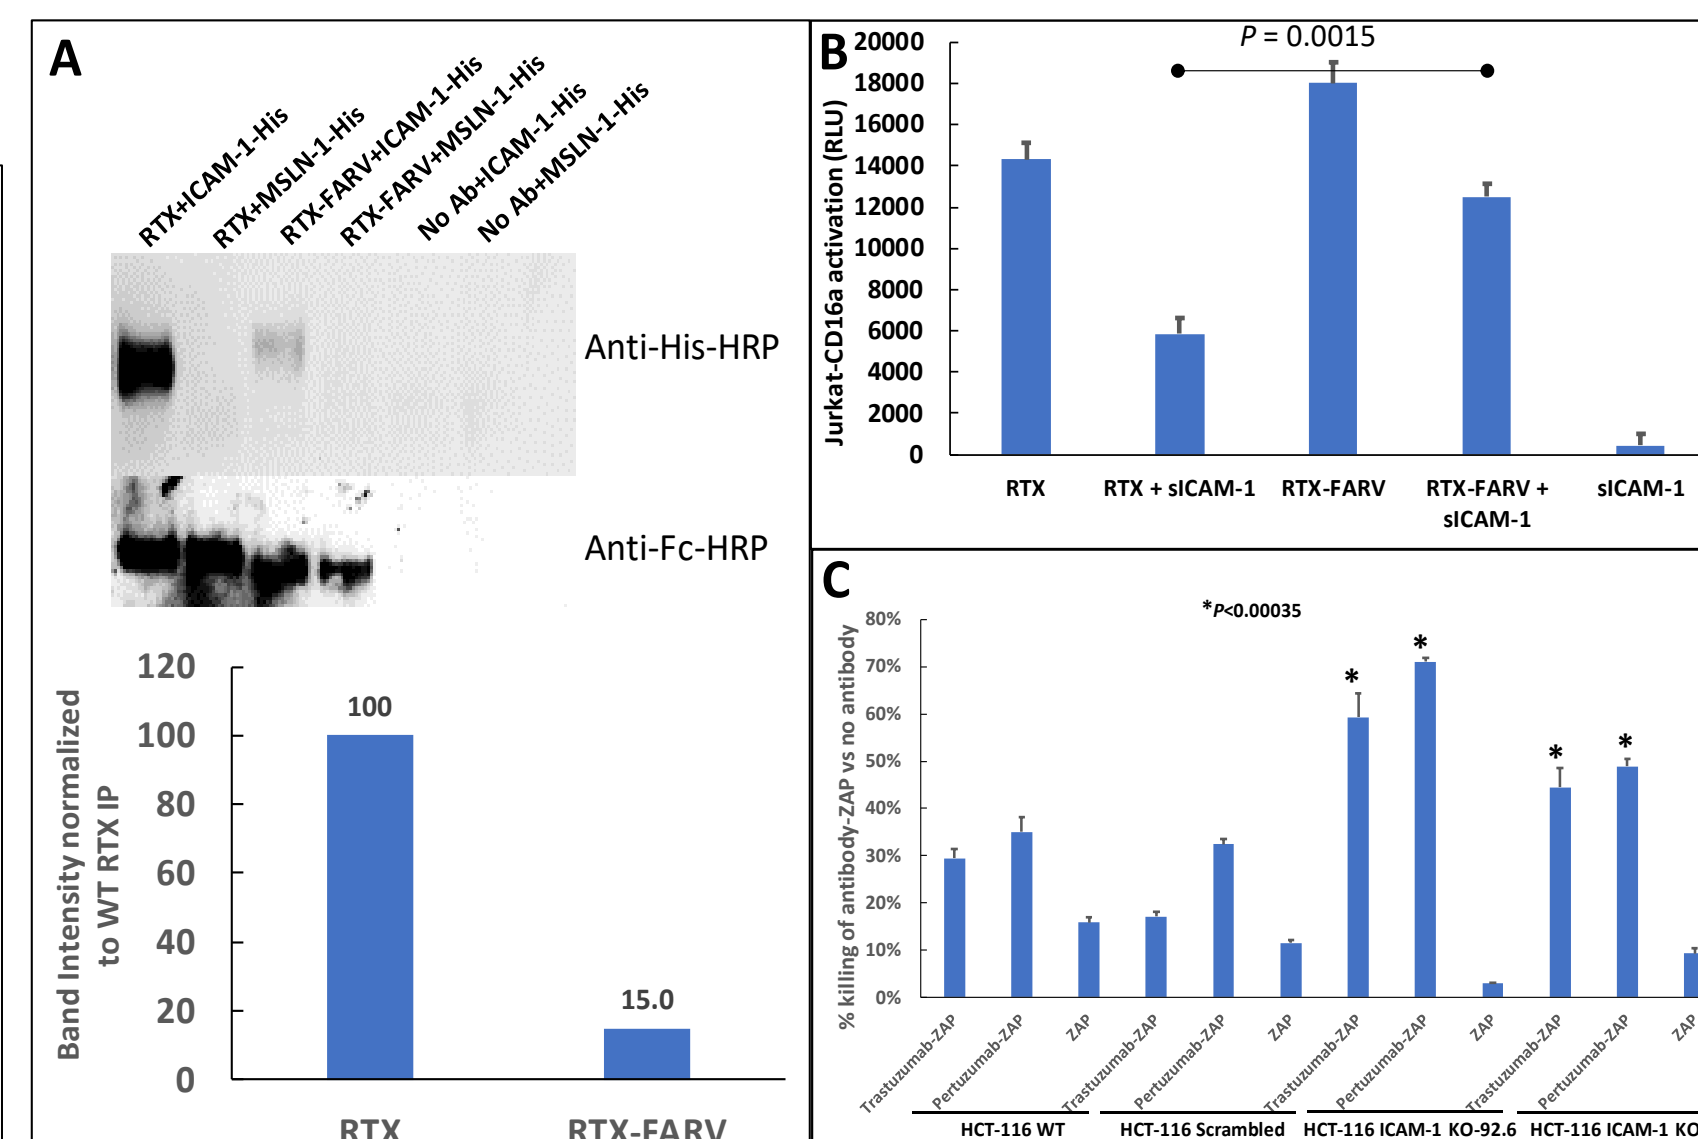 A
RTX+ICAM-1-His
RTX+MSLN-1-His
RTX-FARV+ICAM-1-His
RTX-FARV+MSLN-1-His
No Ab+ICAM-1-His
No Ab+MSLN-1-His
Anti-His-HRP
Anti-Fc-HRP
Band Intensity normalized
to WT RTX IP
120
100
80
60
40
20
0
100
15.0
RTX
RTX-FARV
B
P = 0.0015
Jurkat-CD16a activation (RLU)
20000
18000
16000
14000
12000
10000
8000
6000
4000
2000
0
RTX
RTX + sICAM-1
RTX-FARV
RTX-FARV +
sICAM-1
sICAM-1
C
*P<0.00035
% killing of antibody-ZAP vs no antibody
80%
70%
60%
50%
40%
30%
20%
10%
0%
*
*
*
*
Trastuzumab-ZAP
Pertuzumab-ZAP
ZAP
Trastuzumab-ZAP
Pertuzumab-ZAP
ZAP
Trastuzumab-ZAP
Pertuzumab-ZAP
ZAP
Trastuzumab-ZAP
Pertuzumab-ZAP
ZAP
HCT-116 WT
HCT-116 Scrambled
HCT-116 ICAM-1 KO-92.6
HCT-116 ICAM-1 KO